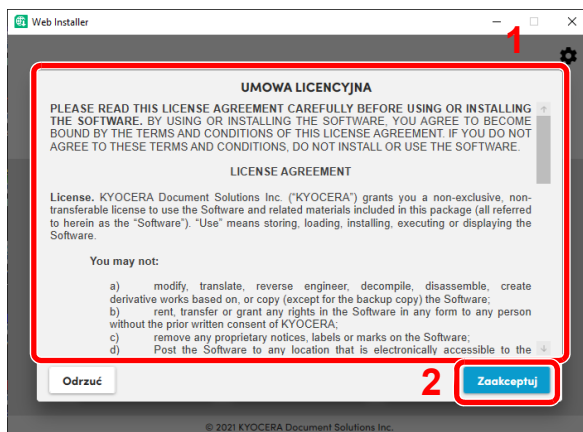 Web Installer
1
UMOWA LICENCYJNA
PLEASE READ THIS LICENSE AGREEMENT CAREFULLY BEFORE USING OR INSTALLING
THE SOFTWARE. BY USING OR INSTALLING THE SOFTWARE, YOU AGREE TO BECOME
BOUND BY THE TERMS AND CONDITIONS OF THIS LICENSE AGREEMENT. IF YOU DO NOT
AGREE TO THESE TERMS AND CONDITIONS, DO NOT INSTALL OR USE THE SOFTWARE.
LICENSE AGREEMENT
License. KYOCERA Document Solutions Inc. (“KYOCERA”) grants you a non-exclusive, non-
transferable license to use the Software and related materials included in this package (all referred
to herein as the “Software”). “Use” means storing, loading, installing, executing or displaying the
Software.
You may not:
a) modify, translate, reverse engineer, decompile, disassemble, create
derivative works based on, or copy (except for the backup copy) the Software;
b) rent, transfer or grant any rights in the Software in any form to any person
without the prior written consent of KYOCERA;
c) remove any proprietary notices, labels or marks on the Software;
d) Post the Software to any location that is electronically accessible to the
Odrzuć
2
Zaakceptuj
© 2021 KYOCERA Document Solutions Inc.